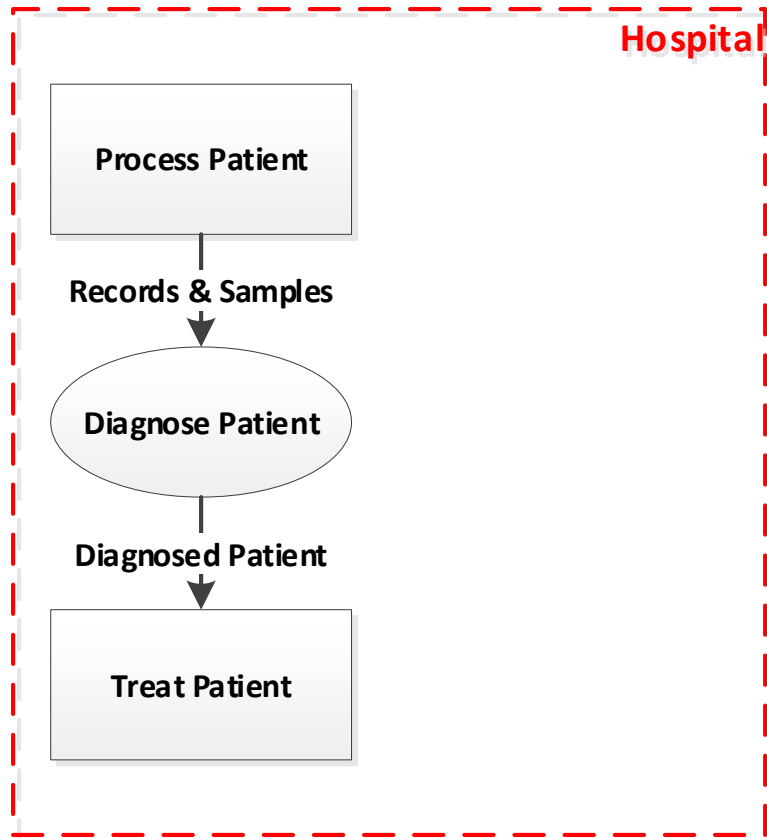 Hospital
Process Patient
Records & Samples
Diagnose Patient
Diagnosed Patient
Treat Patient